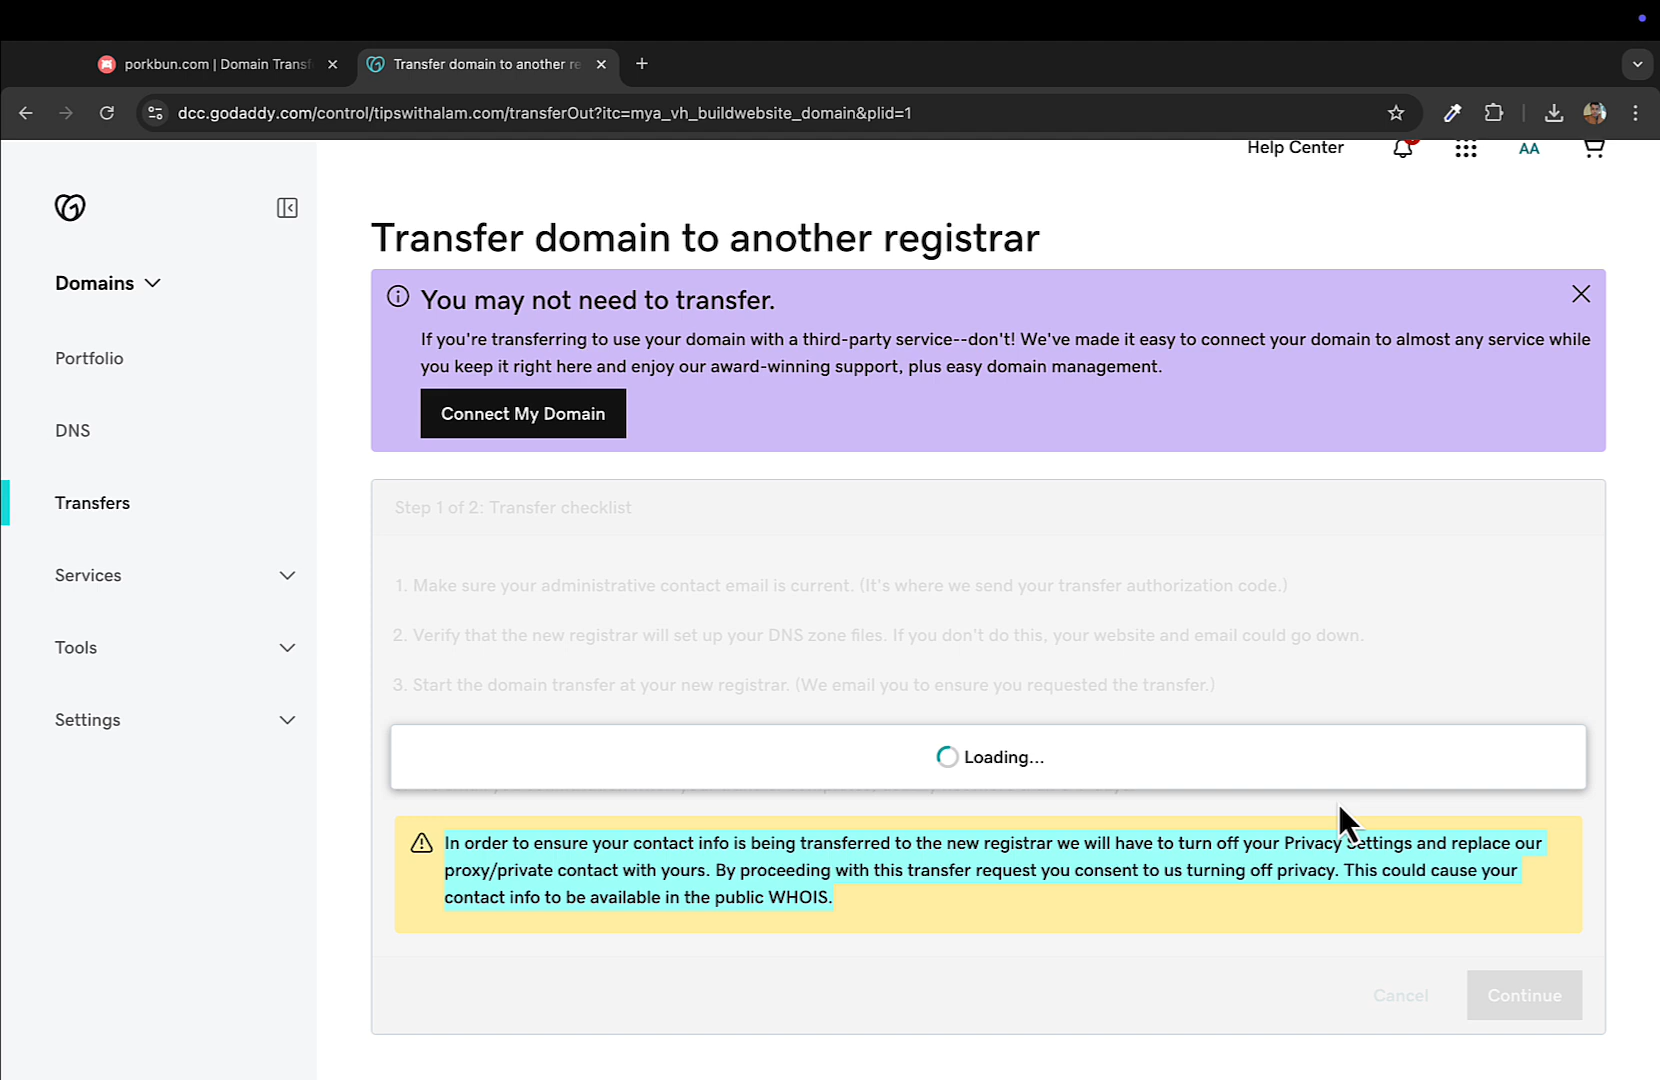 porkbun.com | Domain Transf
Transfer domain to another re
dcc.godaddy.com/control/tipswithalam.com/transferOut?itc=mya_vh_buildwebsite_domain&plid=1
Help Center
AA
Domains
Portfolio
DNS
Transfers
Services
Tools
Settings
Transfer domain to another registrar
You may not need to transfer.
If you're transferring to use your domain with a third-party service--don't! We've made it easy to connect your domain to almost any service while
you keep it right here and enjoy our award-winning support, plus easy domain management.
Connect My Domain
Step 1 of 2: Transfer checklist
1. Make sure your administrative contact email is current. (It's where we send your transfer authorization code.)
2. Verify that the new registrar will set up your DNS zone files. If you don't do this, your website and email could go down.
3. Start the domain transfer at your new registrar. (We email you to ensure you requested the transfer.)
Loading...
In order to ensure your contact info is being transferred to the new registrar we will have to turn off your Privacy Settings and replace our
proxy/private contact with yours. By proceeding with this transfer request you consent to us turning off privacy. This could cause your
contact info to be available in the public WHOIS.
Cancel
Continue